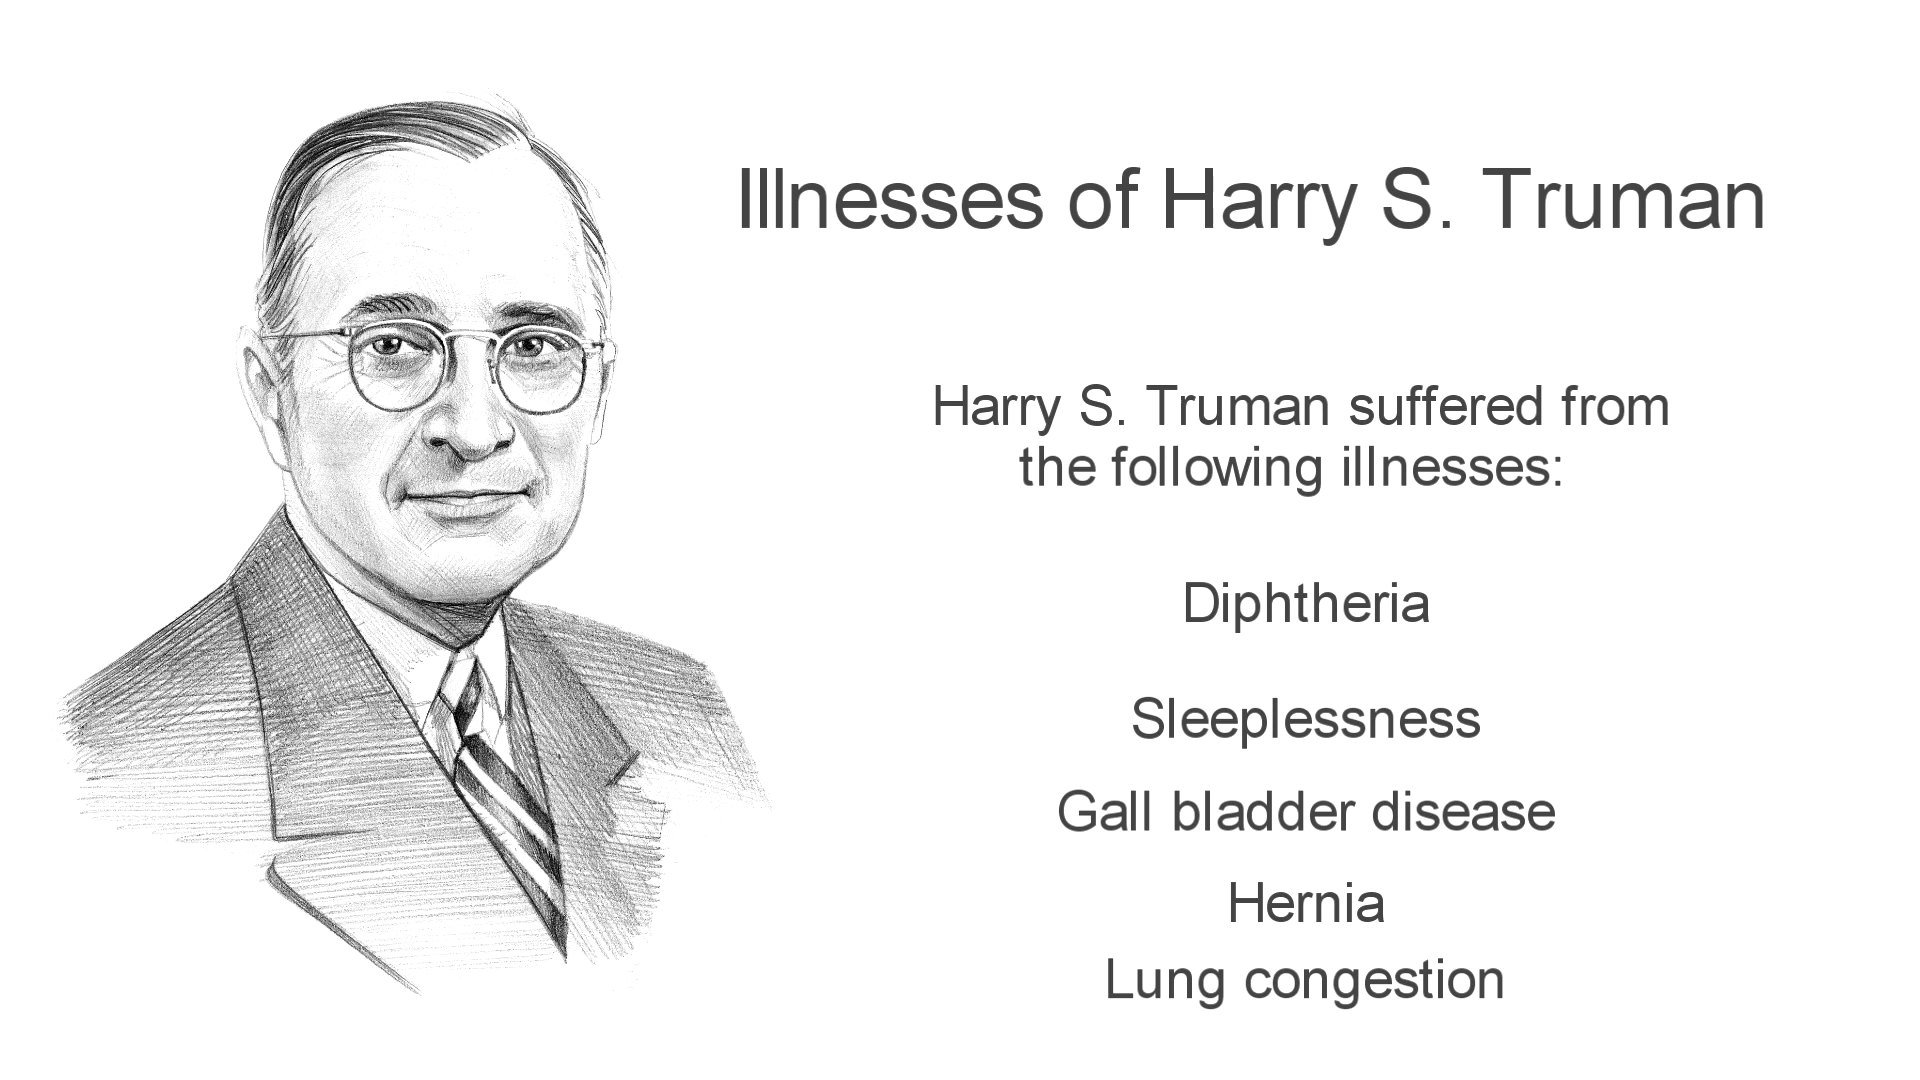 Illnesses of Harry S. Truman
Harry S. Truman suffered from
the following illnesses:
Diphtheria
Sleeplessness
Gall bladder disease
Hernia
Lung congestion